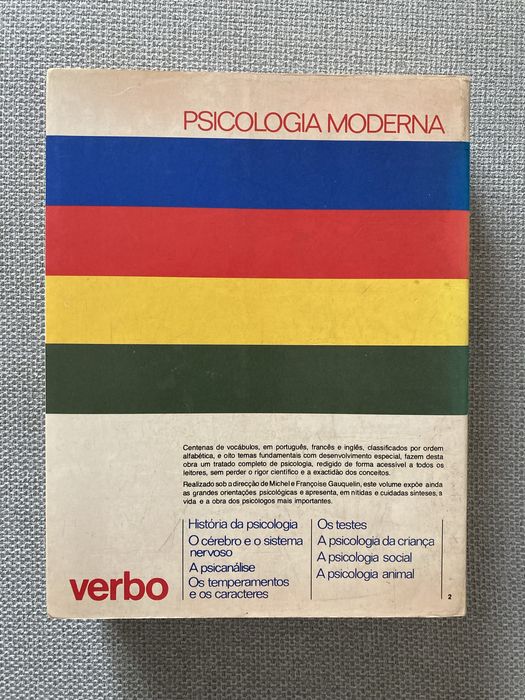 PSICOLOGIA MODERNA
Centenas de vocábulos, em português, francês e inglês, classificados por ordem
alfabética, e oito temas fundamentais com desenvolvimento especial, fazem desta
obra um tratado completo de psicologia, redigido de forma acessível a todos os
leitores, sem perder o rigor científico e a exactidão dos conceitos.
Realizado sob a direcção de Michel e Françoise Gauquelin, este volume expõe ainda
as grandes orientações psicológicas e apresenta, em nítidas e cuidadas sínteses, a
vida e a obra dos psicólogos mais importantes.
História da psicologia
O cérebro e o sistema
nervoso
A psicanálise
Os temperamentos
e os caracteres
Os testes
A psicologia da criança
A psicologia social
A psicologia animal
verbo
2